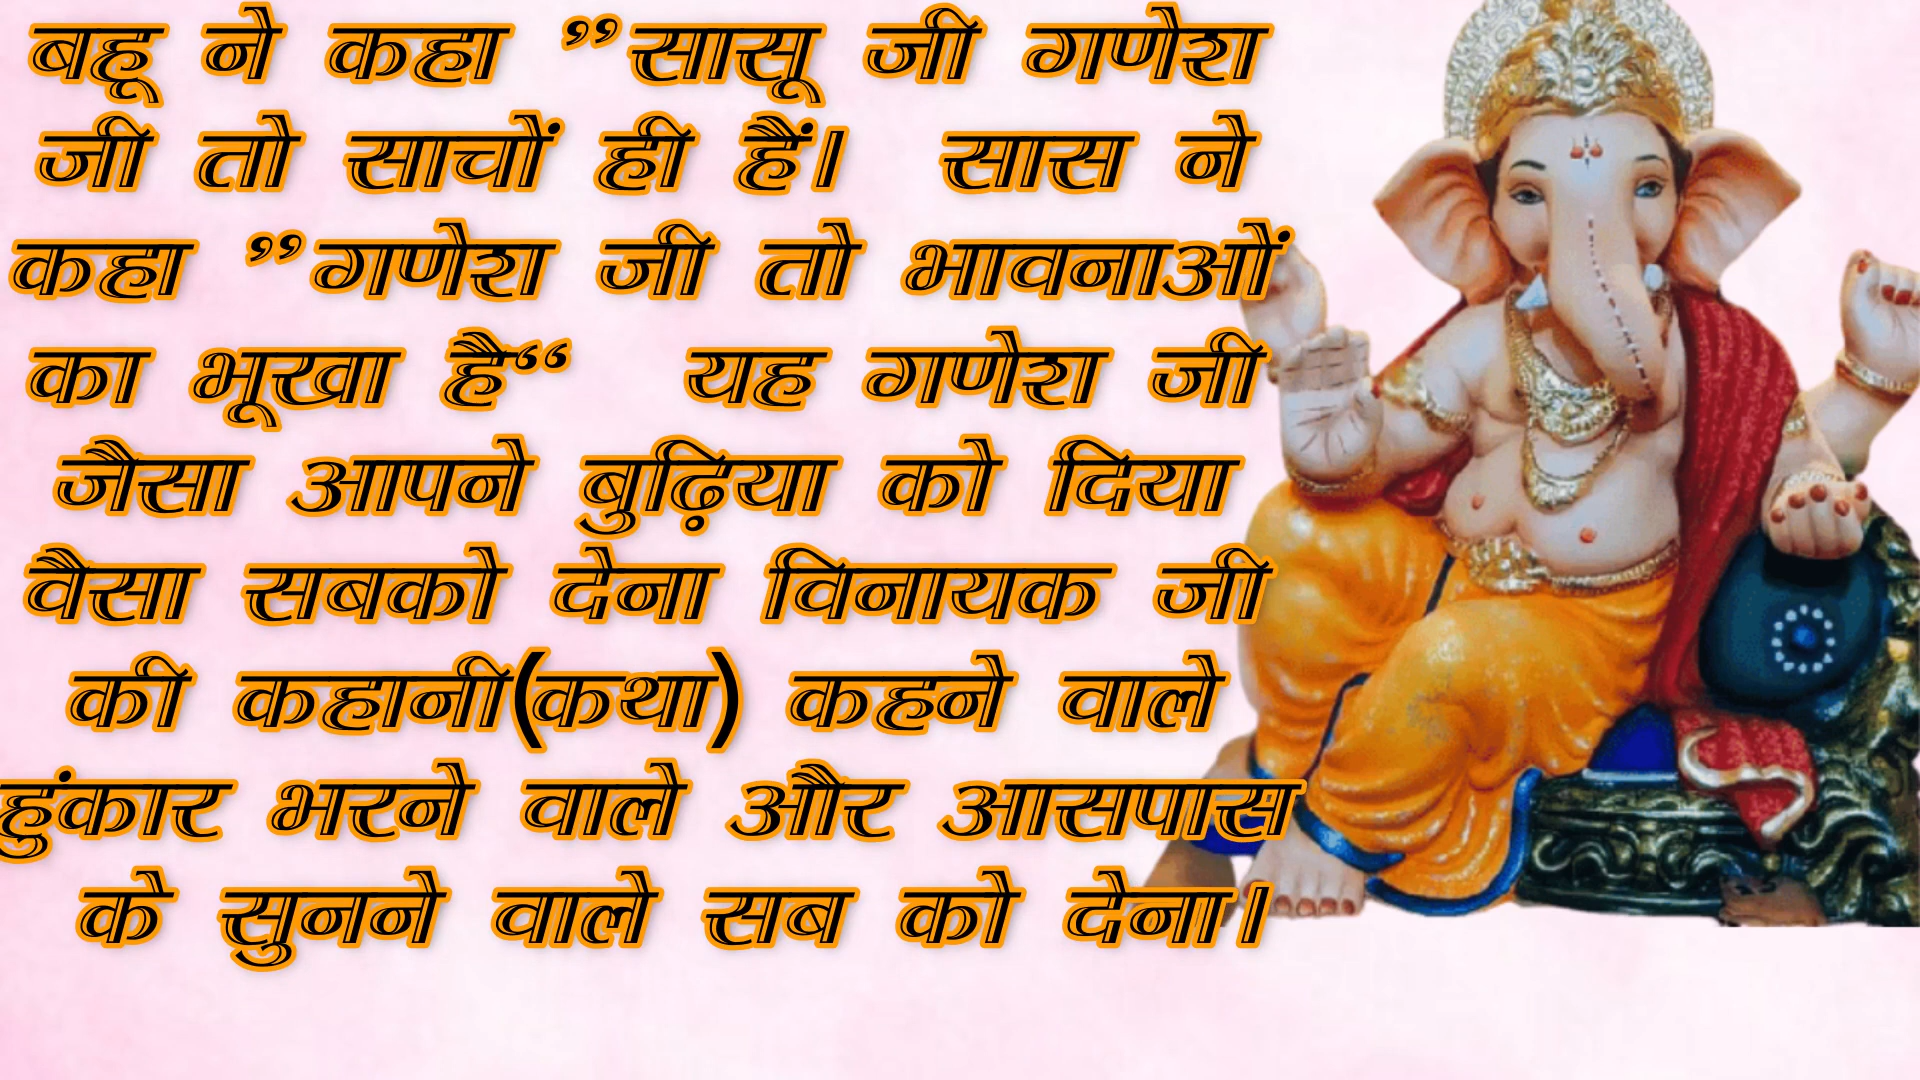 बहू ने कहा ”सासू जी गणेश
जी तो साचों ही हैं। सास ने
कहा ”गणेश जी तो भावनाओं
का भूखा है“ यह गणेश जी
जैसा आपने बुढ़िया को दिया
वैसा सबको देना विनायक जी
की कहानी(कथा) कहने वाले
हुंकार भरने वाले और आसपास
के सुनने वाले सब को देना।